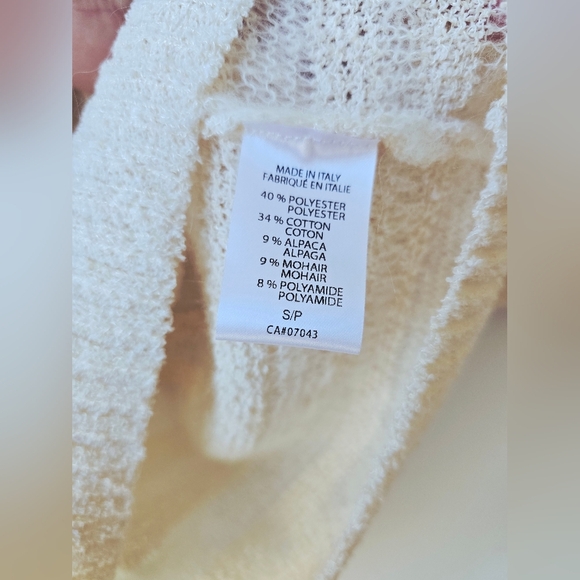 MADE IN ITALY
FABRIQUÉ EN ITALIE
40 % POLYESTER
POLYESTER
34 % COTTON
COTON
9 % ALPACA
ALPAGA
9 % MOHAIR
MOHAIR
8 % POLYAMIDE
POLYAMIDE
S/P
CA#07043